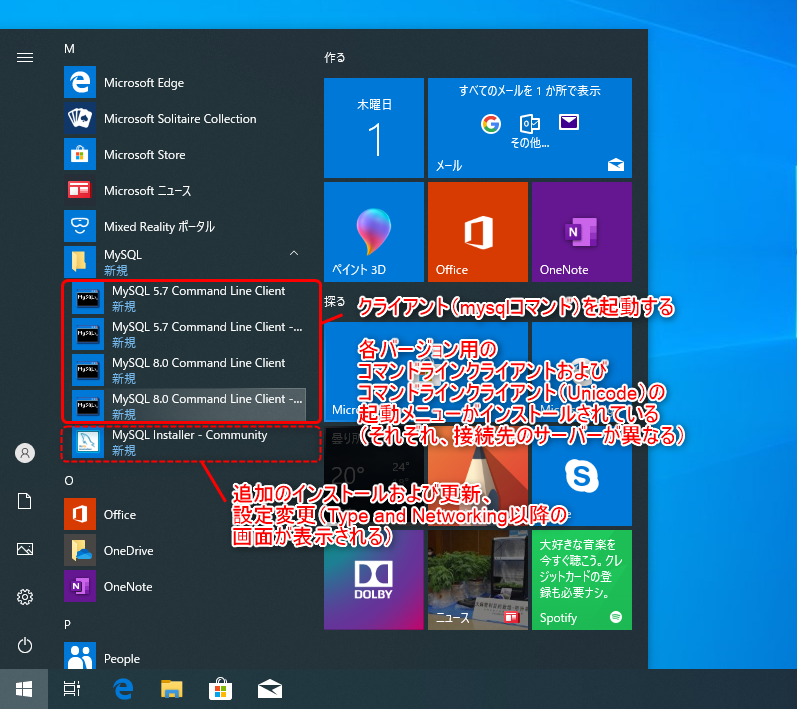 M
Microsoft Edge
Microsoft Solitaire Collection
Microsoft Store
Microsoft ニュース
Mixed Reality ポータル
MySQL
新規
MySQL 5.7 Command Line Client
新規
MySQL 5.7 Command Line Client -...
新規
MySQL 8.0 Command Line Client
新規
MySQL 8.0 Command Line Client -...
新規
MySQL Installer - Community
新規
O
Office
OneDrive
OneNote
P
People
作る
木曜日
1
すべてのメールを 1 か所で表示
その他...
メール
ペイント 3D
Office
OneNote
探る
クライアント（mysqlコマンド）を起動する
各バージョン用の
コマンドラインクライアントおよび
コマンドラインクライアント（Unicode）の
起動メニューがインストールされている
（それぞれ、接続先のサーバーが異なる）
追加のインストールおよび更新、
設定変更（Type and Networking以降の
画面が表示される）
20°
24°
DOLBY
ニュース
大好きな音楽を
今すぐ聴こう。クレ
ジットカードの登
録も必要ナシ。
Spotify